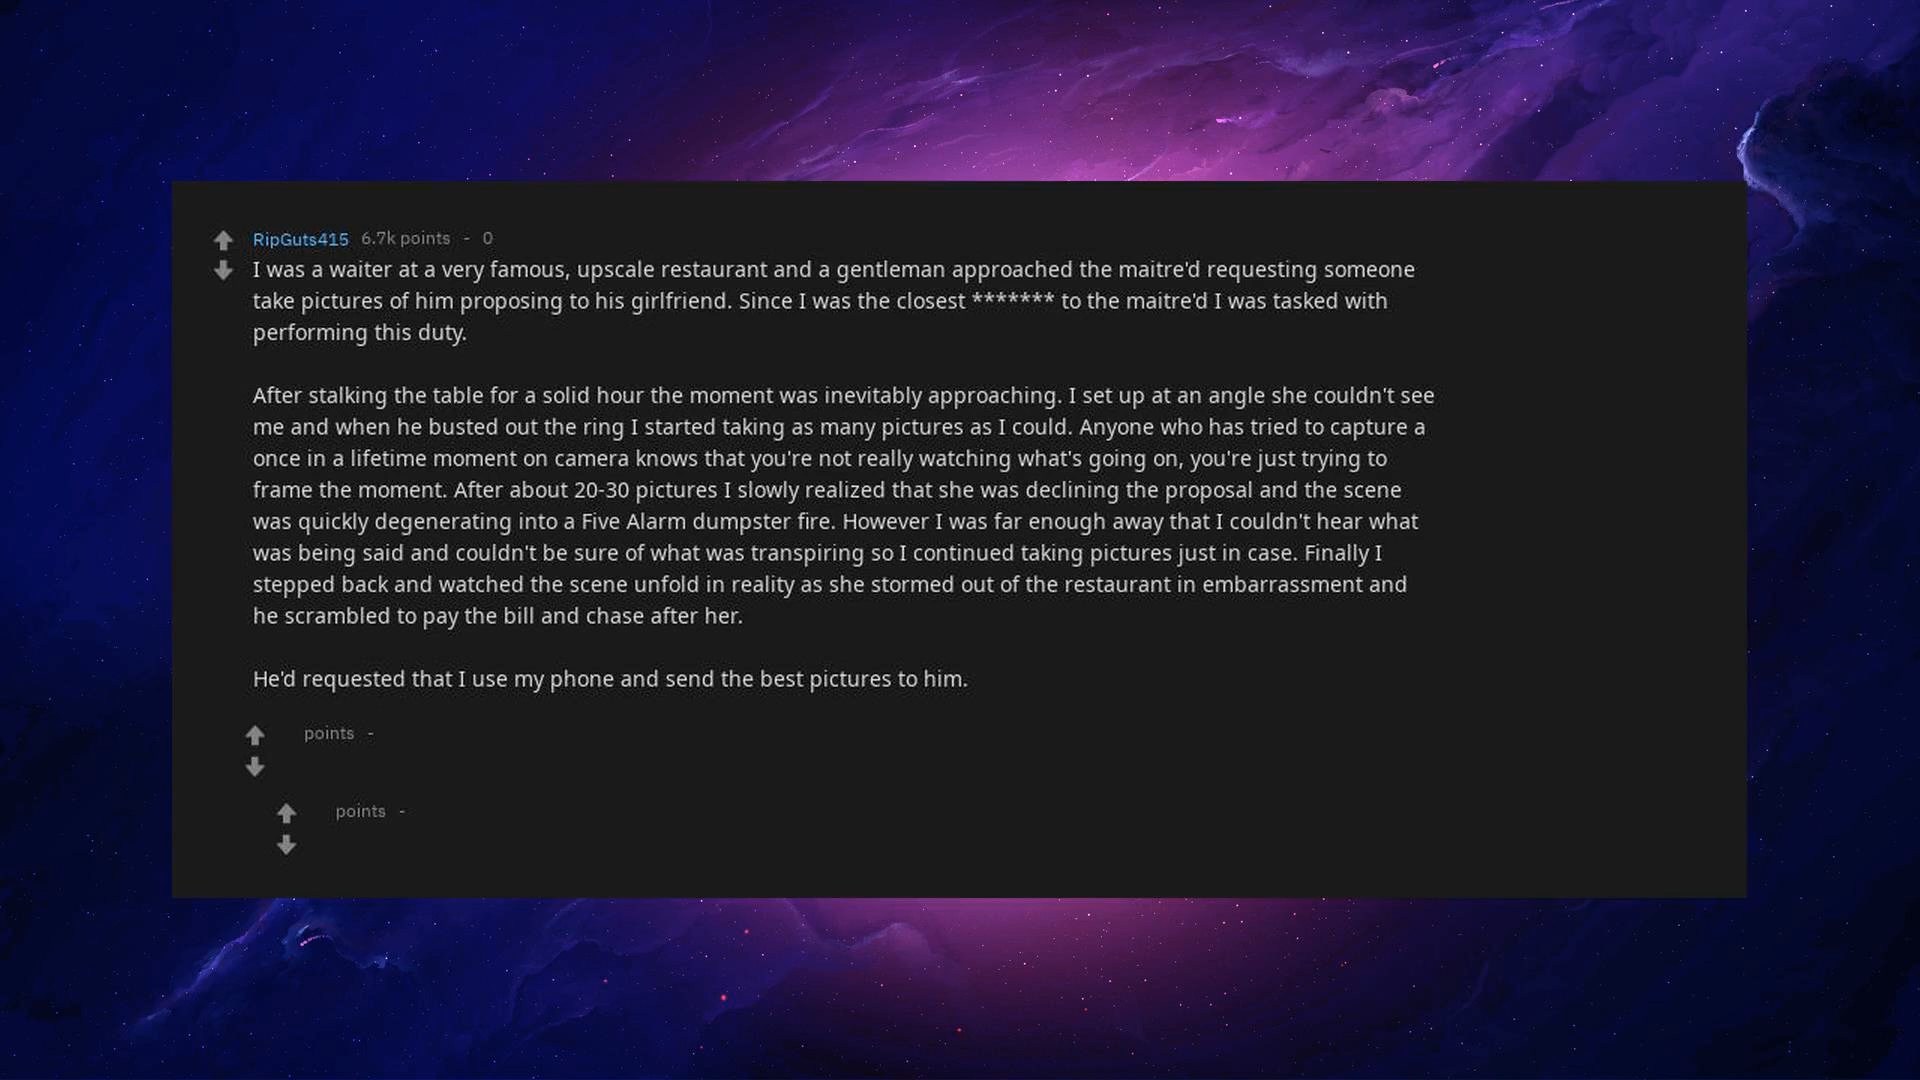 RipGuts415 6.7k points - 0
I was a waiter at a very famous, upscale restaurant and a gentleman approached the maitre'd requesting someone
take pictures of him proposing to his girlfriend. Since I was the closest ******* to the maitre'd I was tasked with
performing this duty.
After stalking the table for a solid hour the moment was inevitably approaching. I set up at an angle she couldn't see
me and when he busted out the ring I started taking as many pictures as I could. Anyone who has tried to capture a
once in a lifetime moment on camera knows that you're not really watching what's going on, you're just trying to
frame the moment. After about 20-30 pictures I slowly realized that she was declining the proposal and the scene
was quickly degenerating into a Five Alarm dumpster fire. However I was far enough away that I couldn't hear what
was being said and couldn't be sure of what was transpiring so I continued taking pictures just in case. Finally I
stepped back and watched the scene unfold in reality as she stormed out of the restaurant in embarrassment and
he scrambled to pay the bill and chase after her.
He'd requested that I use my phone and send the best pictures to him.
points -
points -